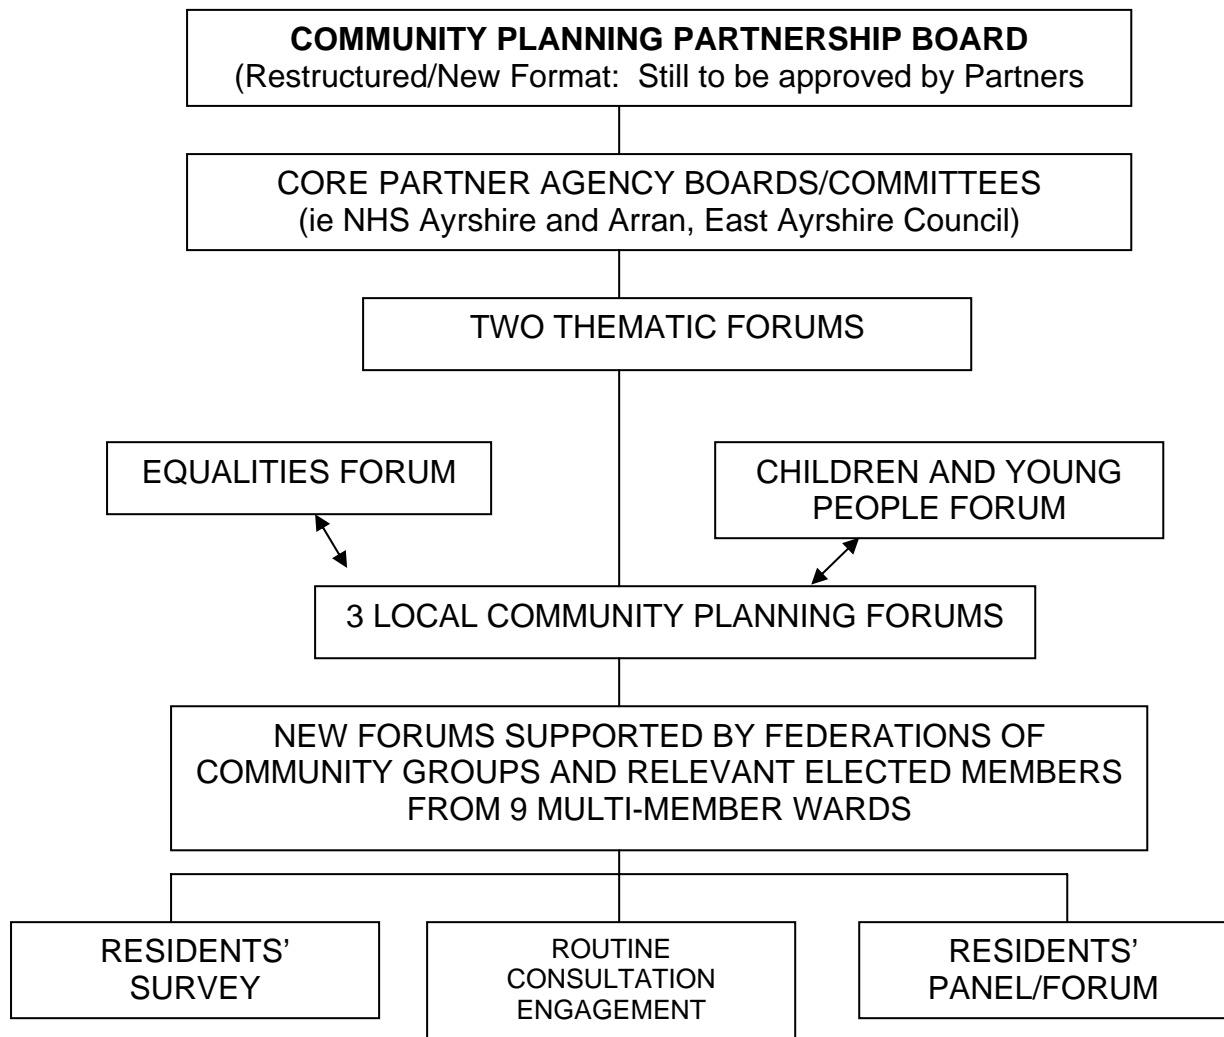 COMMUNITY PLANNING PARTNERSHIP BOARD
(Restructured/New Format:  Still to be approved by Partners
CORE PARTNER AGENCY BOARDS/COMMITTEES
(ie NHS Ayrshire and Arran, East Ayrshire Council)
TWO THEMATIC FORUMS
EQUALITIES FORUM
CHILDREN AND YOUNG
PEOPLE FORUM
3 LOCAL COMMUNITY PLANNING FORUMS
NEW FORUMS SUPPORTED BY FEDERATIONS OF
COMMUNITY GROUPS AND RELEVANT ELECTED MEMBERS
FROM 9 MULTI-MEMBER WARDS
RESIDENTS’
SURVEY
ROUTINE
CONSULTATION
ENGAGEMENT
RESIDENTS’
PANEL/FORUM